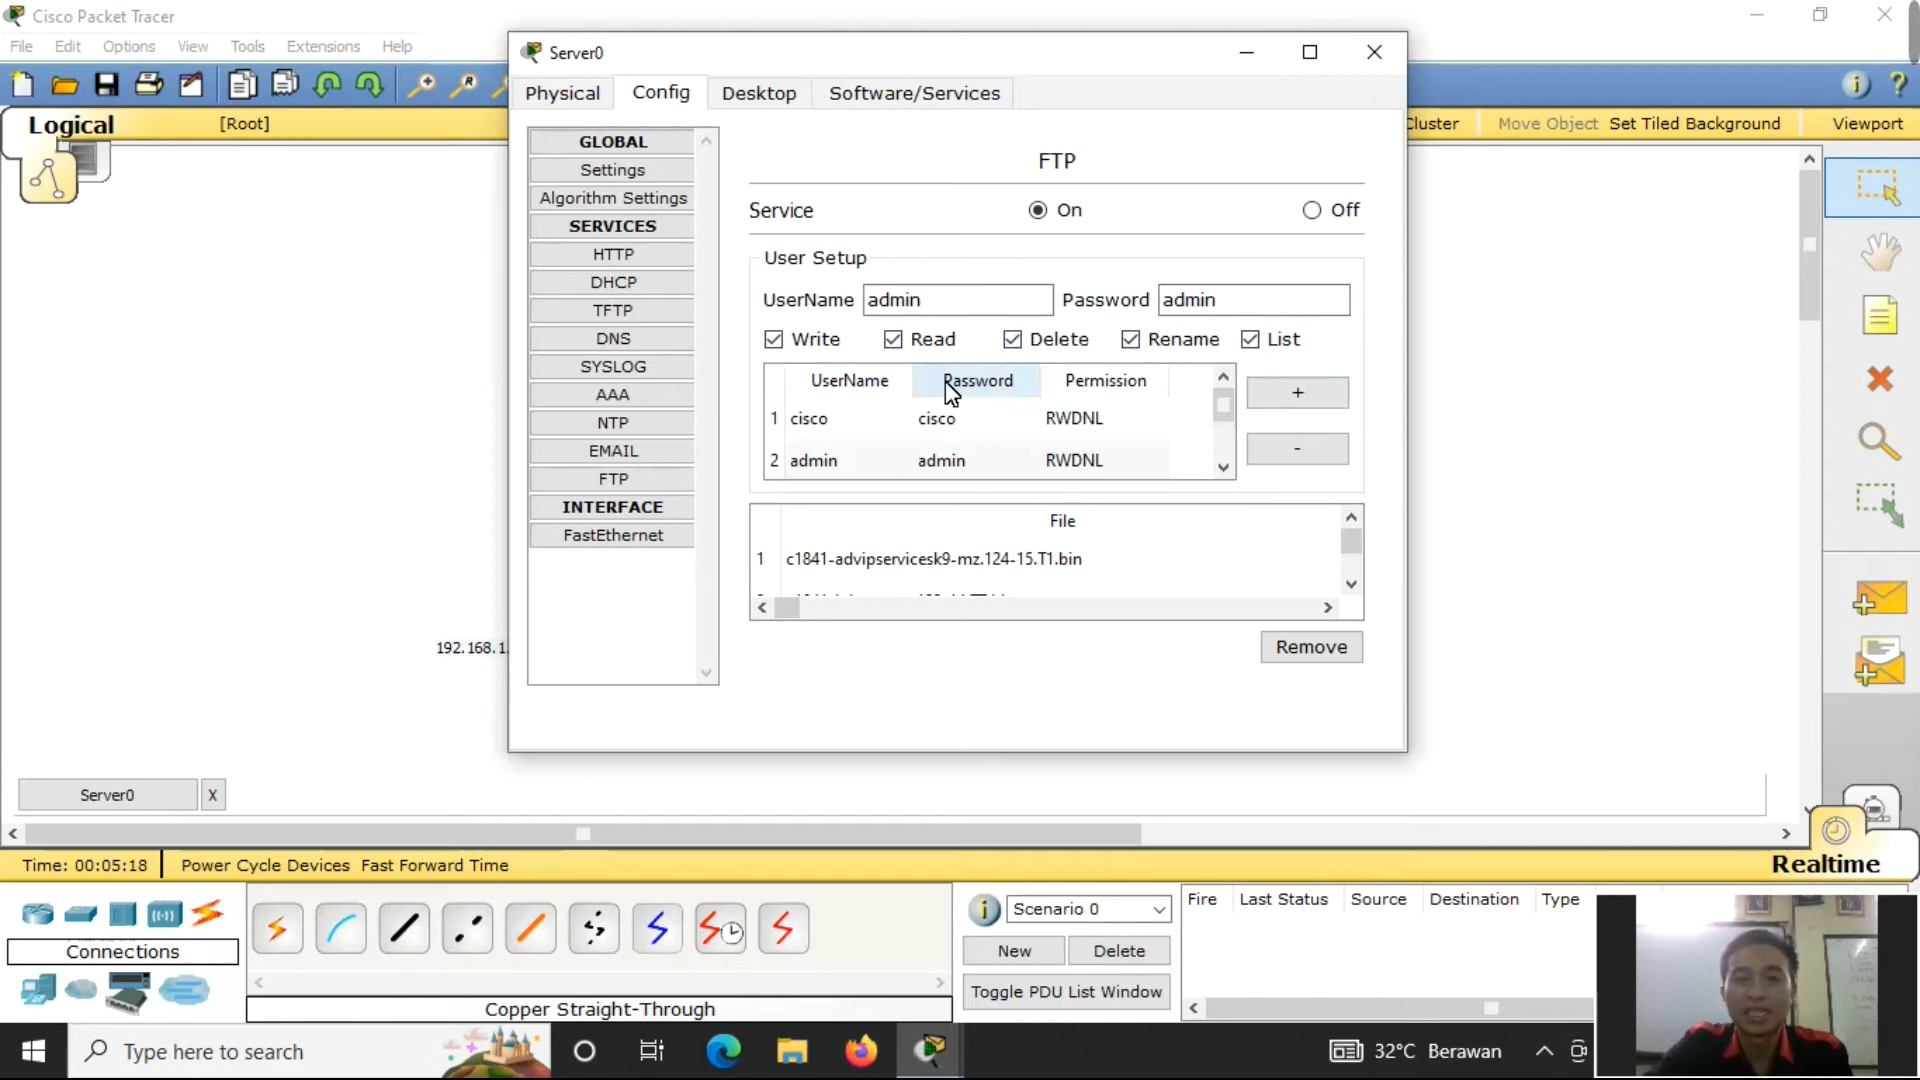 Cisco Packet Tracer
File Edit Options View Tools Extensions Help
Logical
[Root]
Cluster
Move Object
Set Tiled Background
Viewport
Server0
Physical Config Desktop Software/Services
GLOBAL
Settings
Algorithm Settings
SERVICES
HTTP
DHCP
TFTP
DNS
SYSLOG
AAA
NTP
EMAIL
FTP
INTERFACE
FastEthernet
FTP
Service On Off
User Setup
UserName admin Password admin
Write Read Delete Rename List
UserName Password Permission
1 cisco cisco RWDNL
2 admin admin RWDNL
+
-
File
1 c1841-advipservicesk9-mz.124-15.T1.bin
Remove
192.168.1.
Server0 X
Time: 00:05:18 Power Cycle Devices Fast Forward Time
Realtime
Connections
Copper Straight-Through
Scenario 0
New Delete
Toggle PDU List Window
Fire Last Status Source Destination Type
Type here to search
32°C Berawan